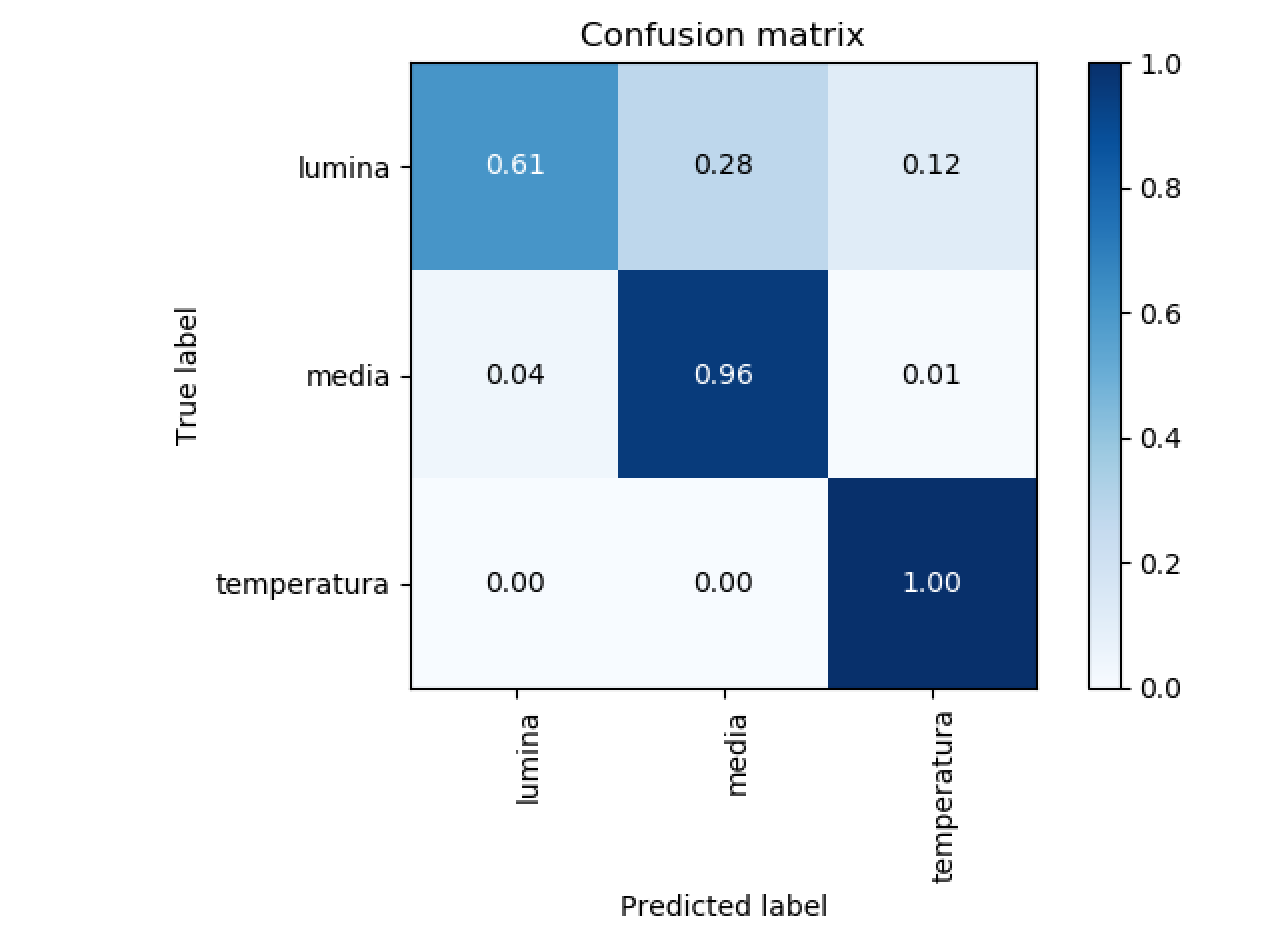 Confusion matrix
1.0
lumina 0.61 0.28 0.12
0.8
0.6
True label
media 0.04 0.96 0.01
0.4
0.2
temperatura 0.00 0.00 1.00
0.0
lumina media temperatura
Predicted label